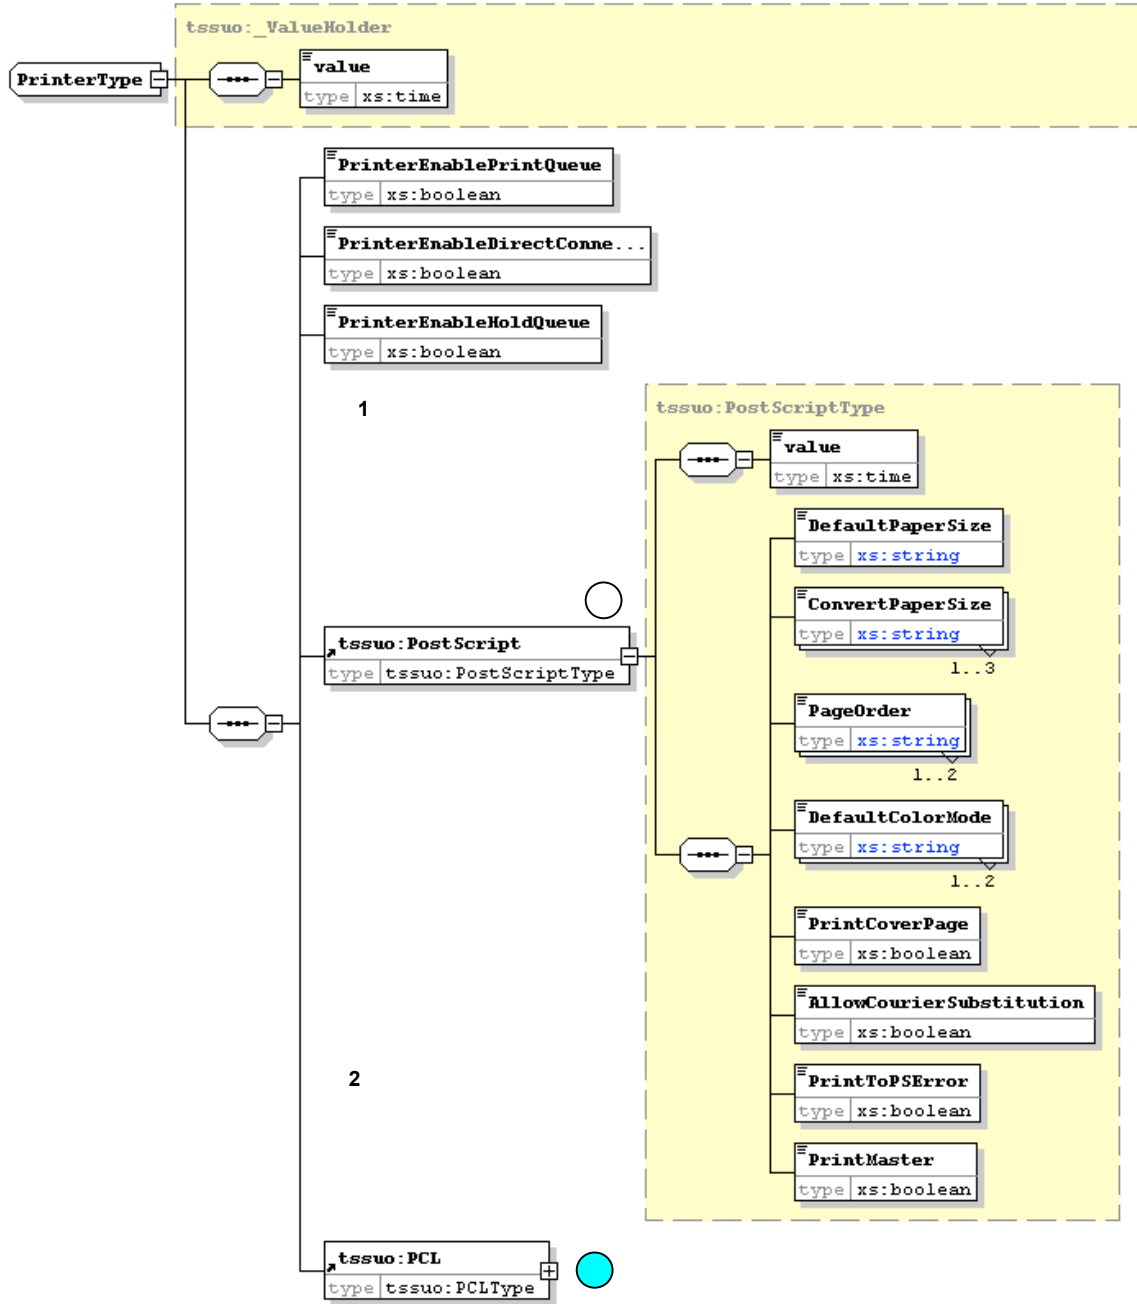 tssuo:_ValueHolder
PrinterType
value
type xs:time
PrinterEnablePrintQueue
type xs:boolean
PrinterEnableDirectConne...
type xs:boolean
PrinterEnableHoldQueue
type xs:boolean
1
tssuo:PostScript
type tssuo:PostScriptType
tssuo:PostScriptType
value
type xs:time
DefaultPaperSize
type xs:string
ConvertPaperSize
type xs:string
1..3
PageOrder
type xs:string
1..2
DefaultColorMode
type xs:string
1..2
PrintCoverPage
type xs:boolean
AllowCourierSubstitution
type xs:boolean
PrintToPSError
type xs:boolean
PrintMaster
type xs:boolean
2
tssuo:PCL
type tssuo:PCLType